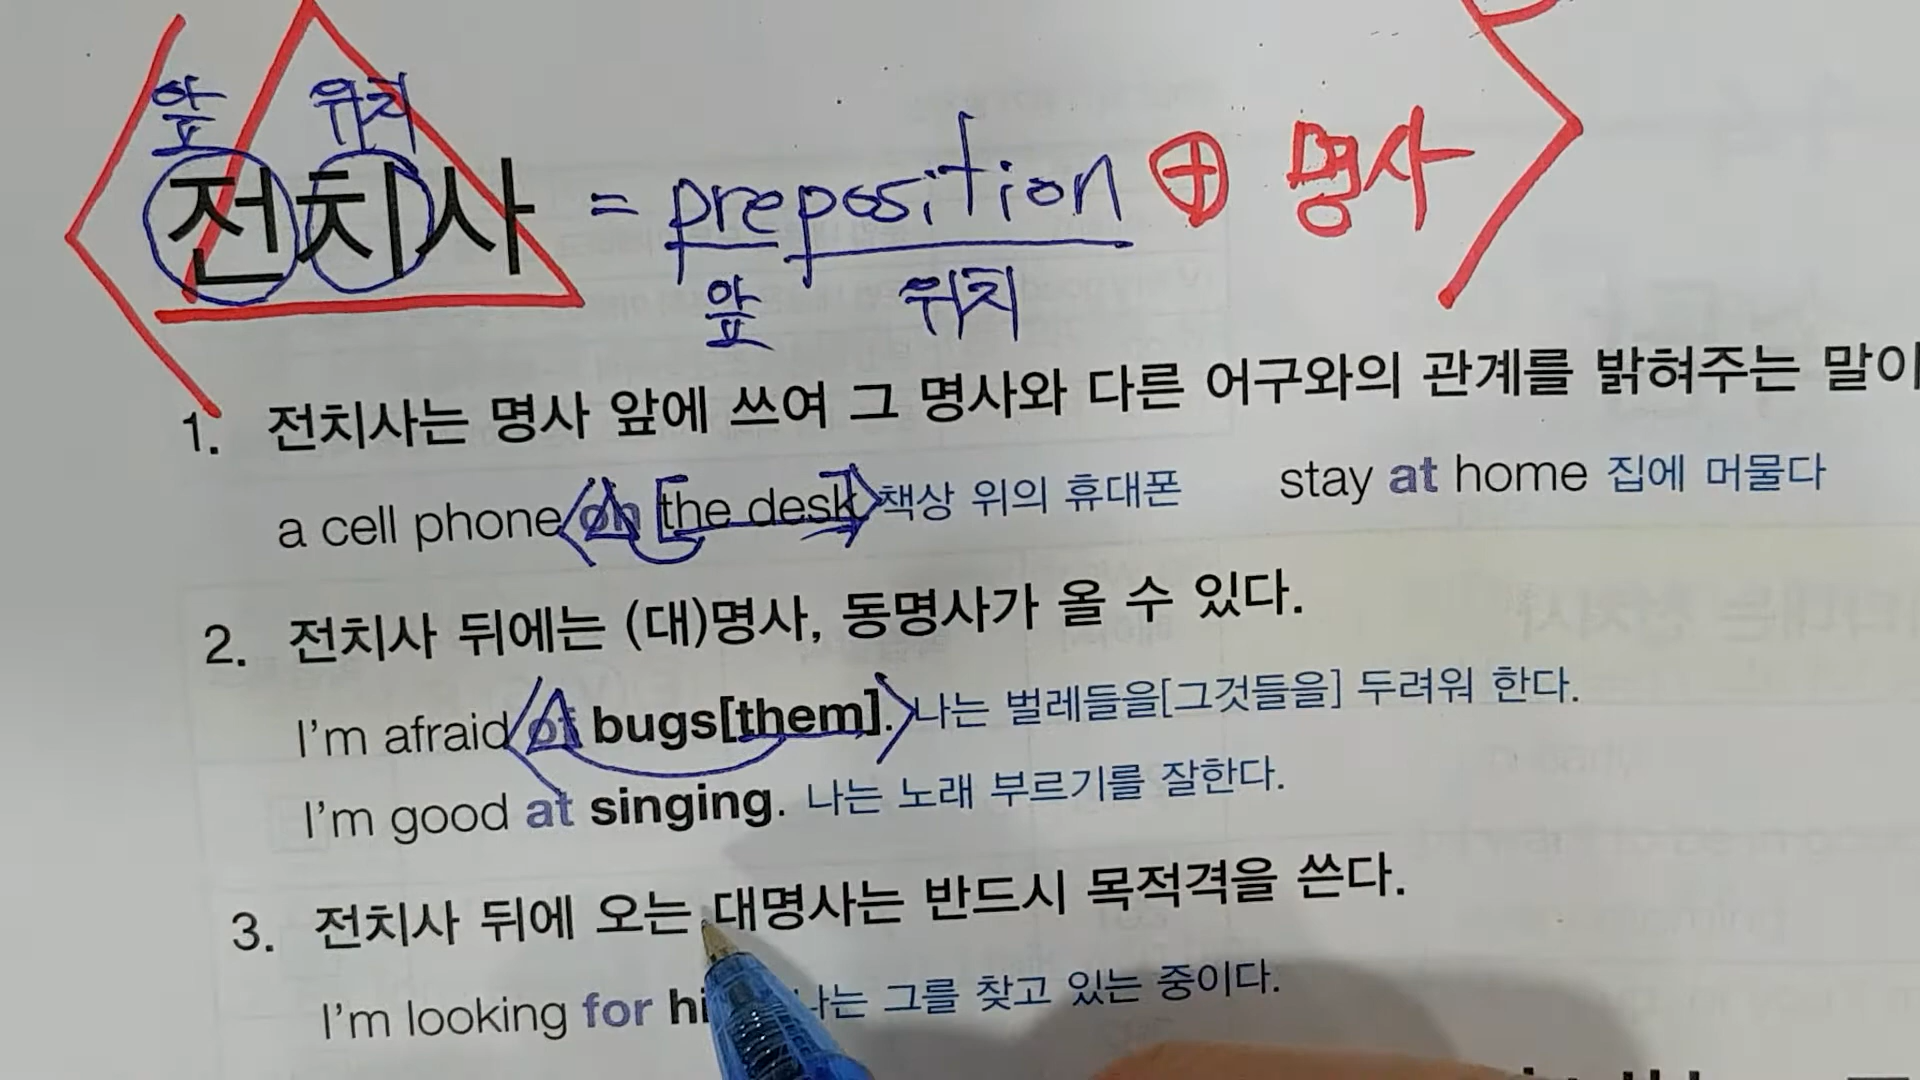 앞 위치
전치사 = preposition ⊕ 명사
앞 위치
1. 전치사는 명사 앞에 쓰여 그 명사와 다른 어구와의 관계를 밝혀주는 말이
a cell phone on the desk 책상 위의 휴대폰 stay at home 집에 머물다
2. 전치사 뒤에는 (대)명사, 동명사가 올 수 있다.
I'm afraid of bugs[them]. 나는 벌레들을[그것들을] 두려워 한다.
I'm good at singing. 나는 노래 부르기를 잘한다.
3. 전치사 뒤에 오는 대명사는 반드시 목적격을 쓴다.
I'm looking for hi 나는 그를 찾고 있는 중이다.